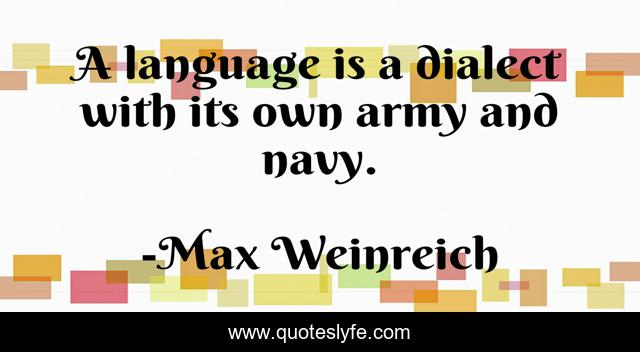 A language is a dialect
with its own army and
navy.
-Max Weinreich
www.quoteslyfe.com